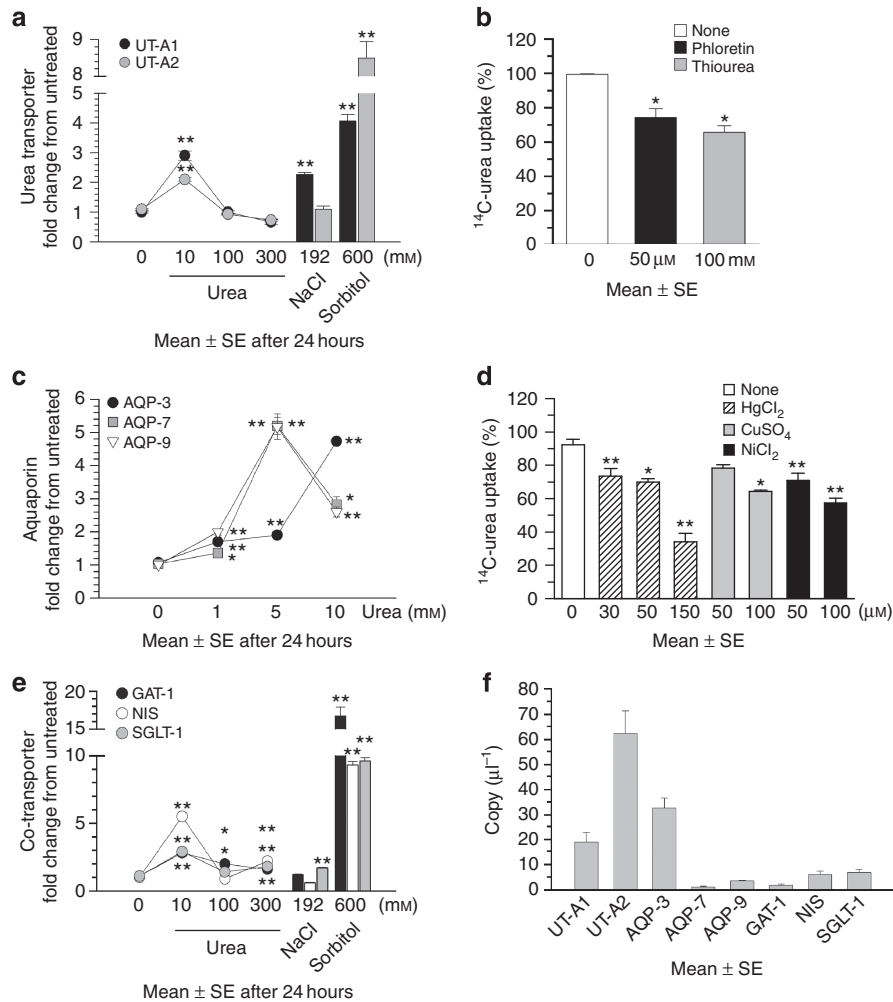 a
UT-A1
UT-A2
Urea transporter
fold change from untreated
9
8
5
4
3
2
1
0
**
**
**
**
**
0 10 100 300 192 600 (mM)
Urea
NaCl
Sorbitol
Mean ± SE after 24 hours
b
None
Phloretin
Thiourea
¹⁴C-urea uptake (%)
120
100
80
60
40
20
0
*
*
0 50 μM 100 mM
Mean ± SE
c
AQP-3
AQP-7
AQP-9
Aquaporin
fold change from untreated
6
5
4
3
2
1
0
** **
**
**
**
**
*
*
**
0 1 5 10 Urea (mM)
Mean ± SE after 24 hours
d
None
HgCl₂
CuSO₄
NiCl₂
¹⁴C-urea uptake (%)
120
100
80
60
40
20
0
**
*
**
*
**
**
0 30 50 150 50 100 50 100 (μM)
Mean ± SE
e
GAT-1
NIS
SGLT-1
Co-transporter
fold change from untreated
20
15
10
5
0
**
**
**
*
*
**
**
**
**
**
**
**
0 10 100 300 192 600 (mM)
Urea
NaCl
Sorbitol
Mean ± SE after 24 hours
f
Copy (μl⁻¹)
80
70
60
50
40
30
20
10
0
UT-A1
UT-A2
AQP-3
AQP-7
AQP-9
GAT-1
NIS
SGLT-1
Mean ± SE